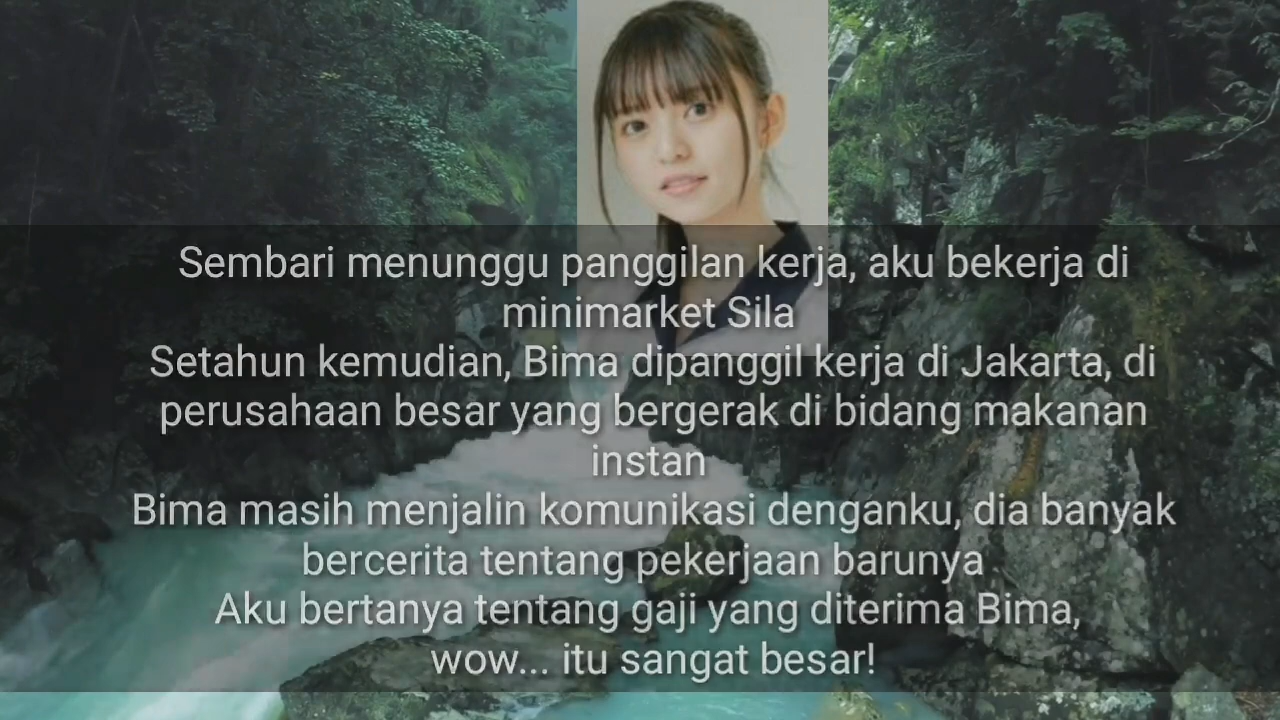 Sembari menunggu panggilan kerja, aku bekerja di
minimarket Sila
Setahun kemudian, Bima dipanggil kerja di Jakarta, di
perusahaan besar yang bergerak di bidang makanan
instan
Bima masih menjalin komunikasi denganku, dia banyak
bercerita tentang pekerjaan barunya
Aku bertanya tentang gaji yang diterima Bima,
wow... itu sangat besar!